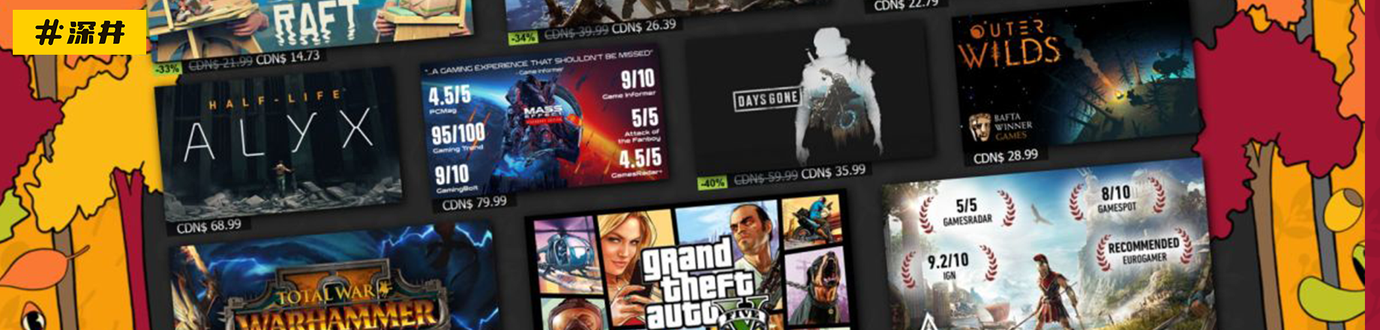 #深井
RAFT
-33% CDN$ 21.99 CDN$ 14.73
-34% CDN$ 39.99 CDN$ 26.39
CDN$ 22.79
HALF-LIFE
ALYX
CDN$ 68.99
"...A GAMING EXPERIENCE THAT SHOULDN'T BE MISSED"
- Game Informer
4.5/5
PCMag
95/100
Gaming Trend
9/10
GamingBolt
MASS
EFFECT
9/10
Game Informer
5/5
Attack of
the Fanboy
4.5/5
GamesRadar+
CDN$ 79.99
DAYS GONE
-40% CDN$ 59.99 CDN$ 35.99
OUTER
WILDS
BAFTA
WINNER
GAMES
CDN$ 28.99
TOTAL WAR
II
WARHAMMER
grand
theft
auto
V
FIVE
5/5
GAMESRADAR
8/10
GAMESPOT
9.2/10
IGN
RECOMMENDED
EUROGAMER